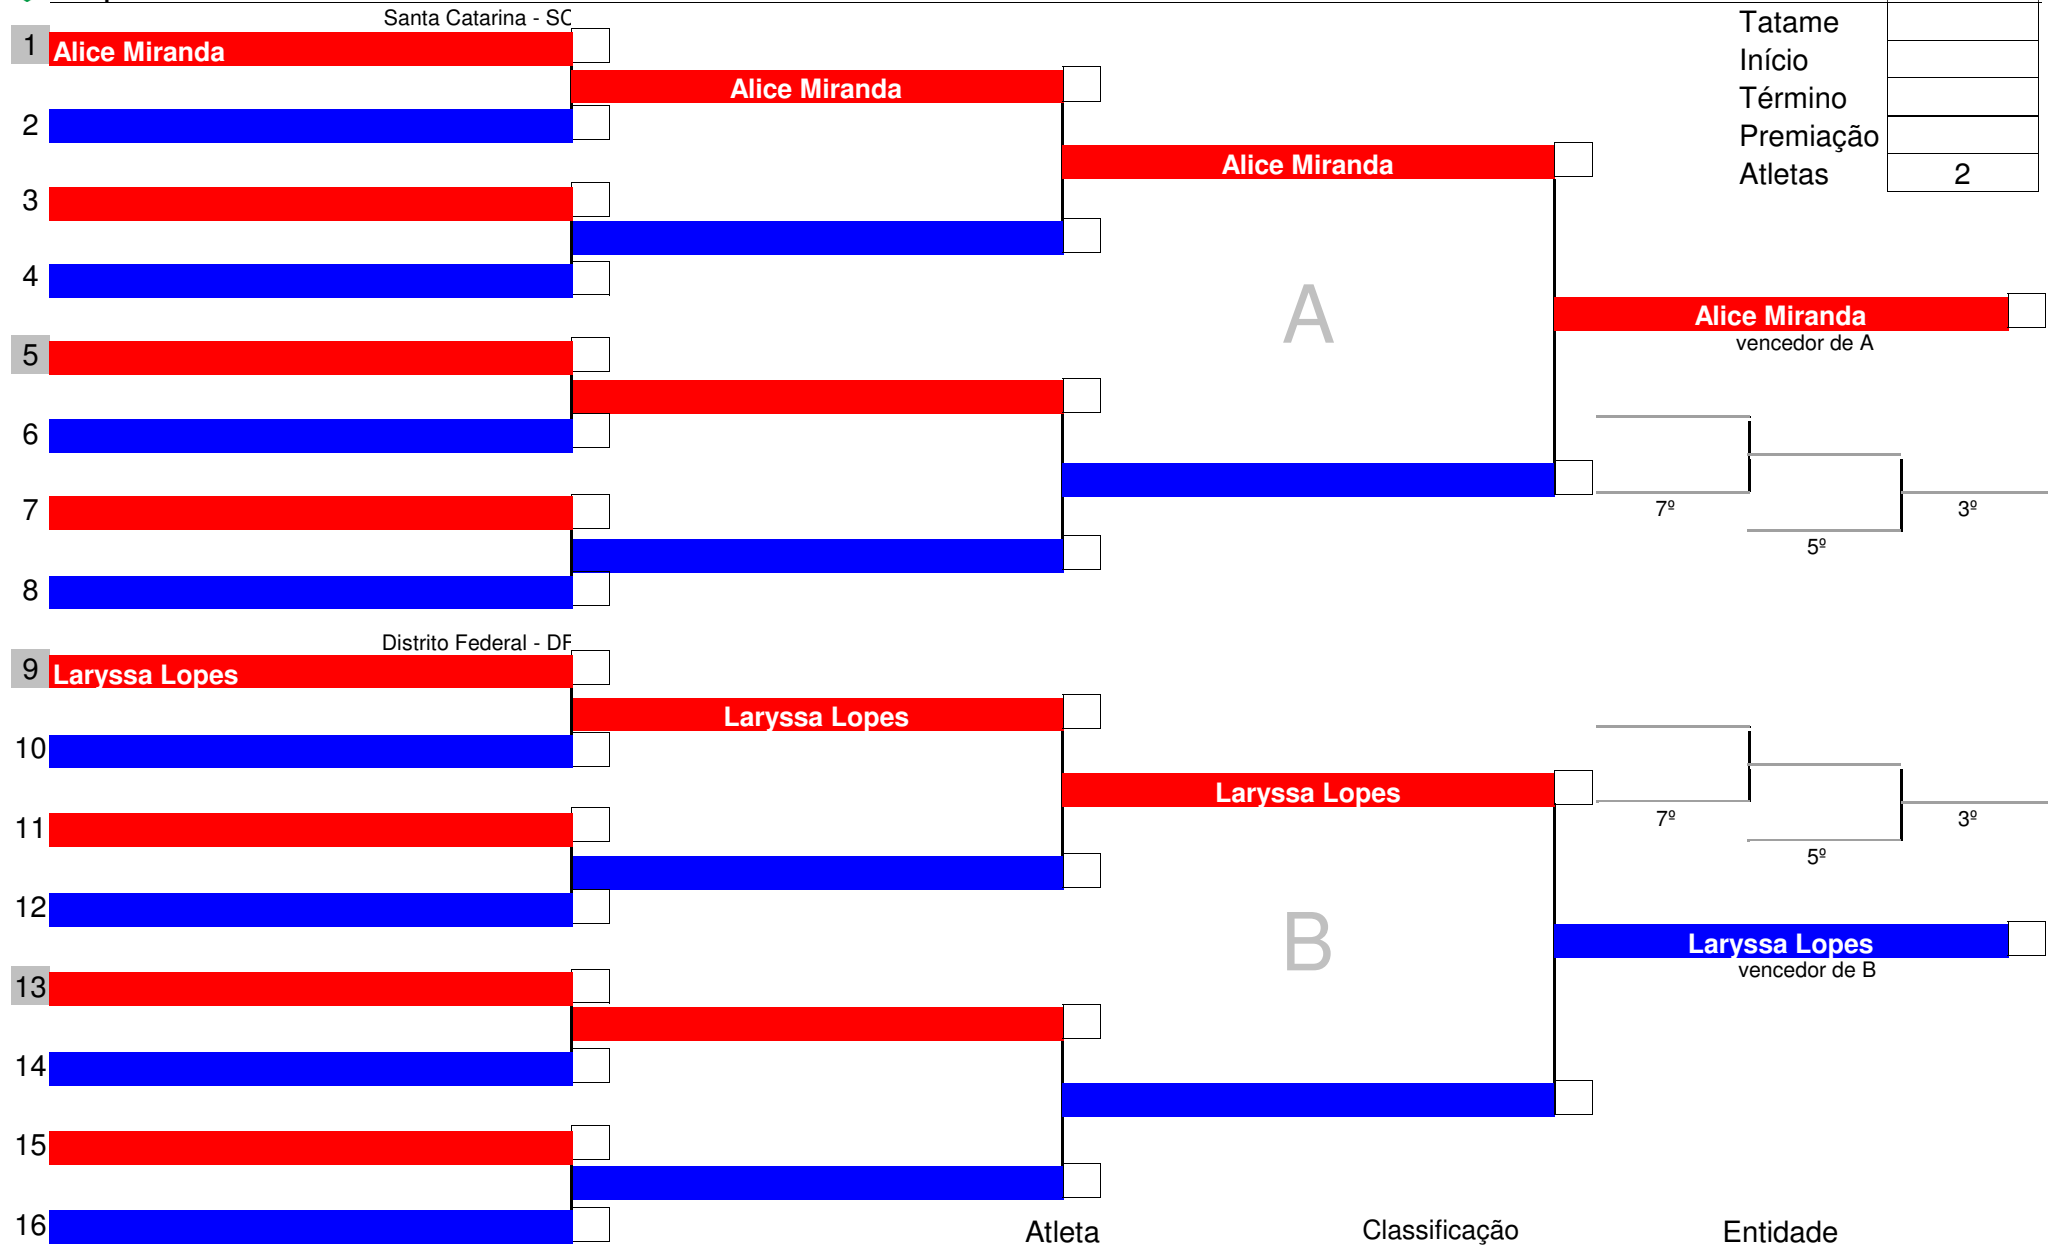 Santa Catarina - SC
Tatame
1 Alice Miranda
Início
Alice Miranda
Término
2
Premiação
Alice Miranda
Atletas 2
3
4
A
Alice Miranda
vencedor de A
5
6
7
7º 3º
5º
8
Distrito Federal - DF
9 Laryssa Lopes
Laryssa Lopes
10
Laryssa Lopes
11
7º 3º
5º
12
B
Laryssa Lopes
vencedor de B
13
14
15
16
Atleta Classificação Entidade